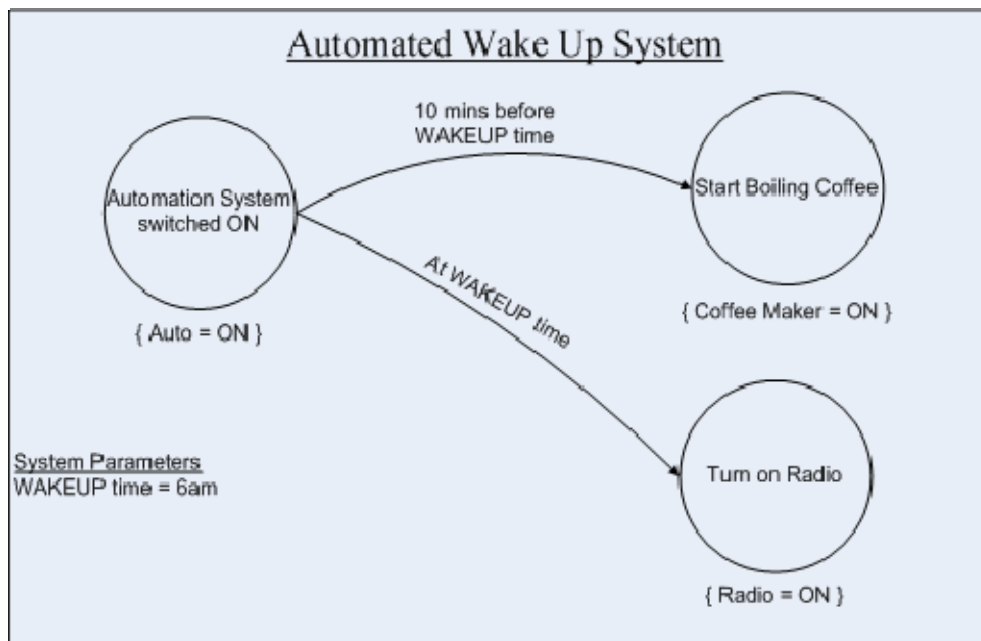 Automated Wake Up System
10 mins before
WAKEUP time
Automation System
switched ON
{ Auto = ON }
Start Boiling Coffee
{ Coffee Maker = ON }
At WAKEUP time
System Parameters
WAKEUP time = 6am
Turn on Radio
{ Radio = ON }